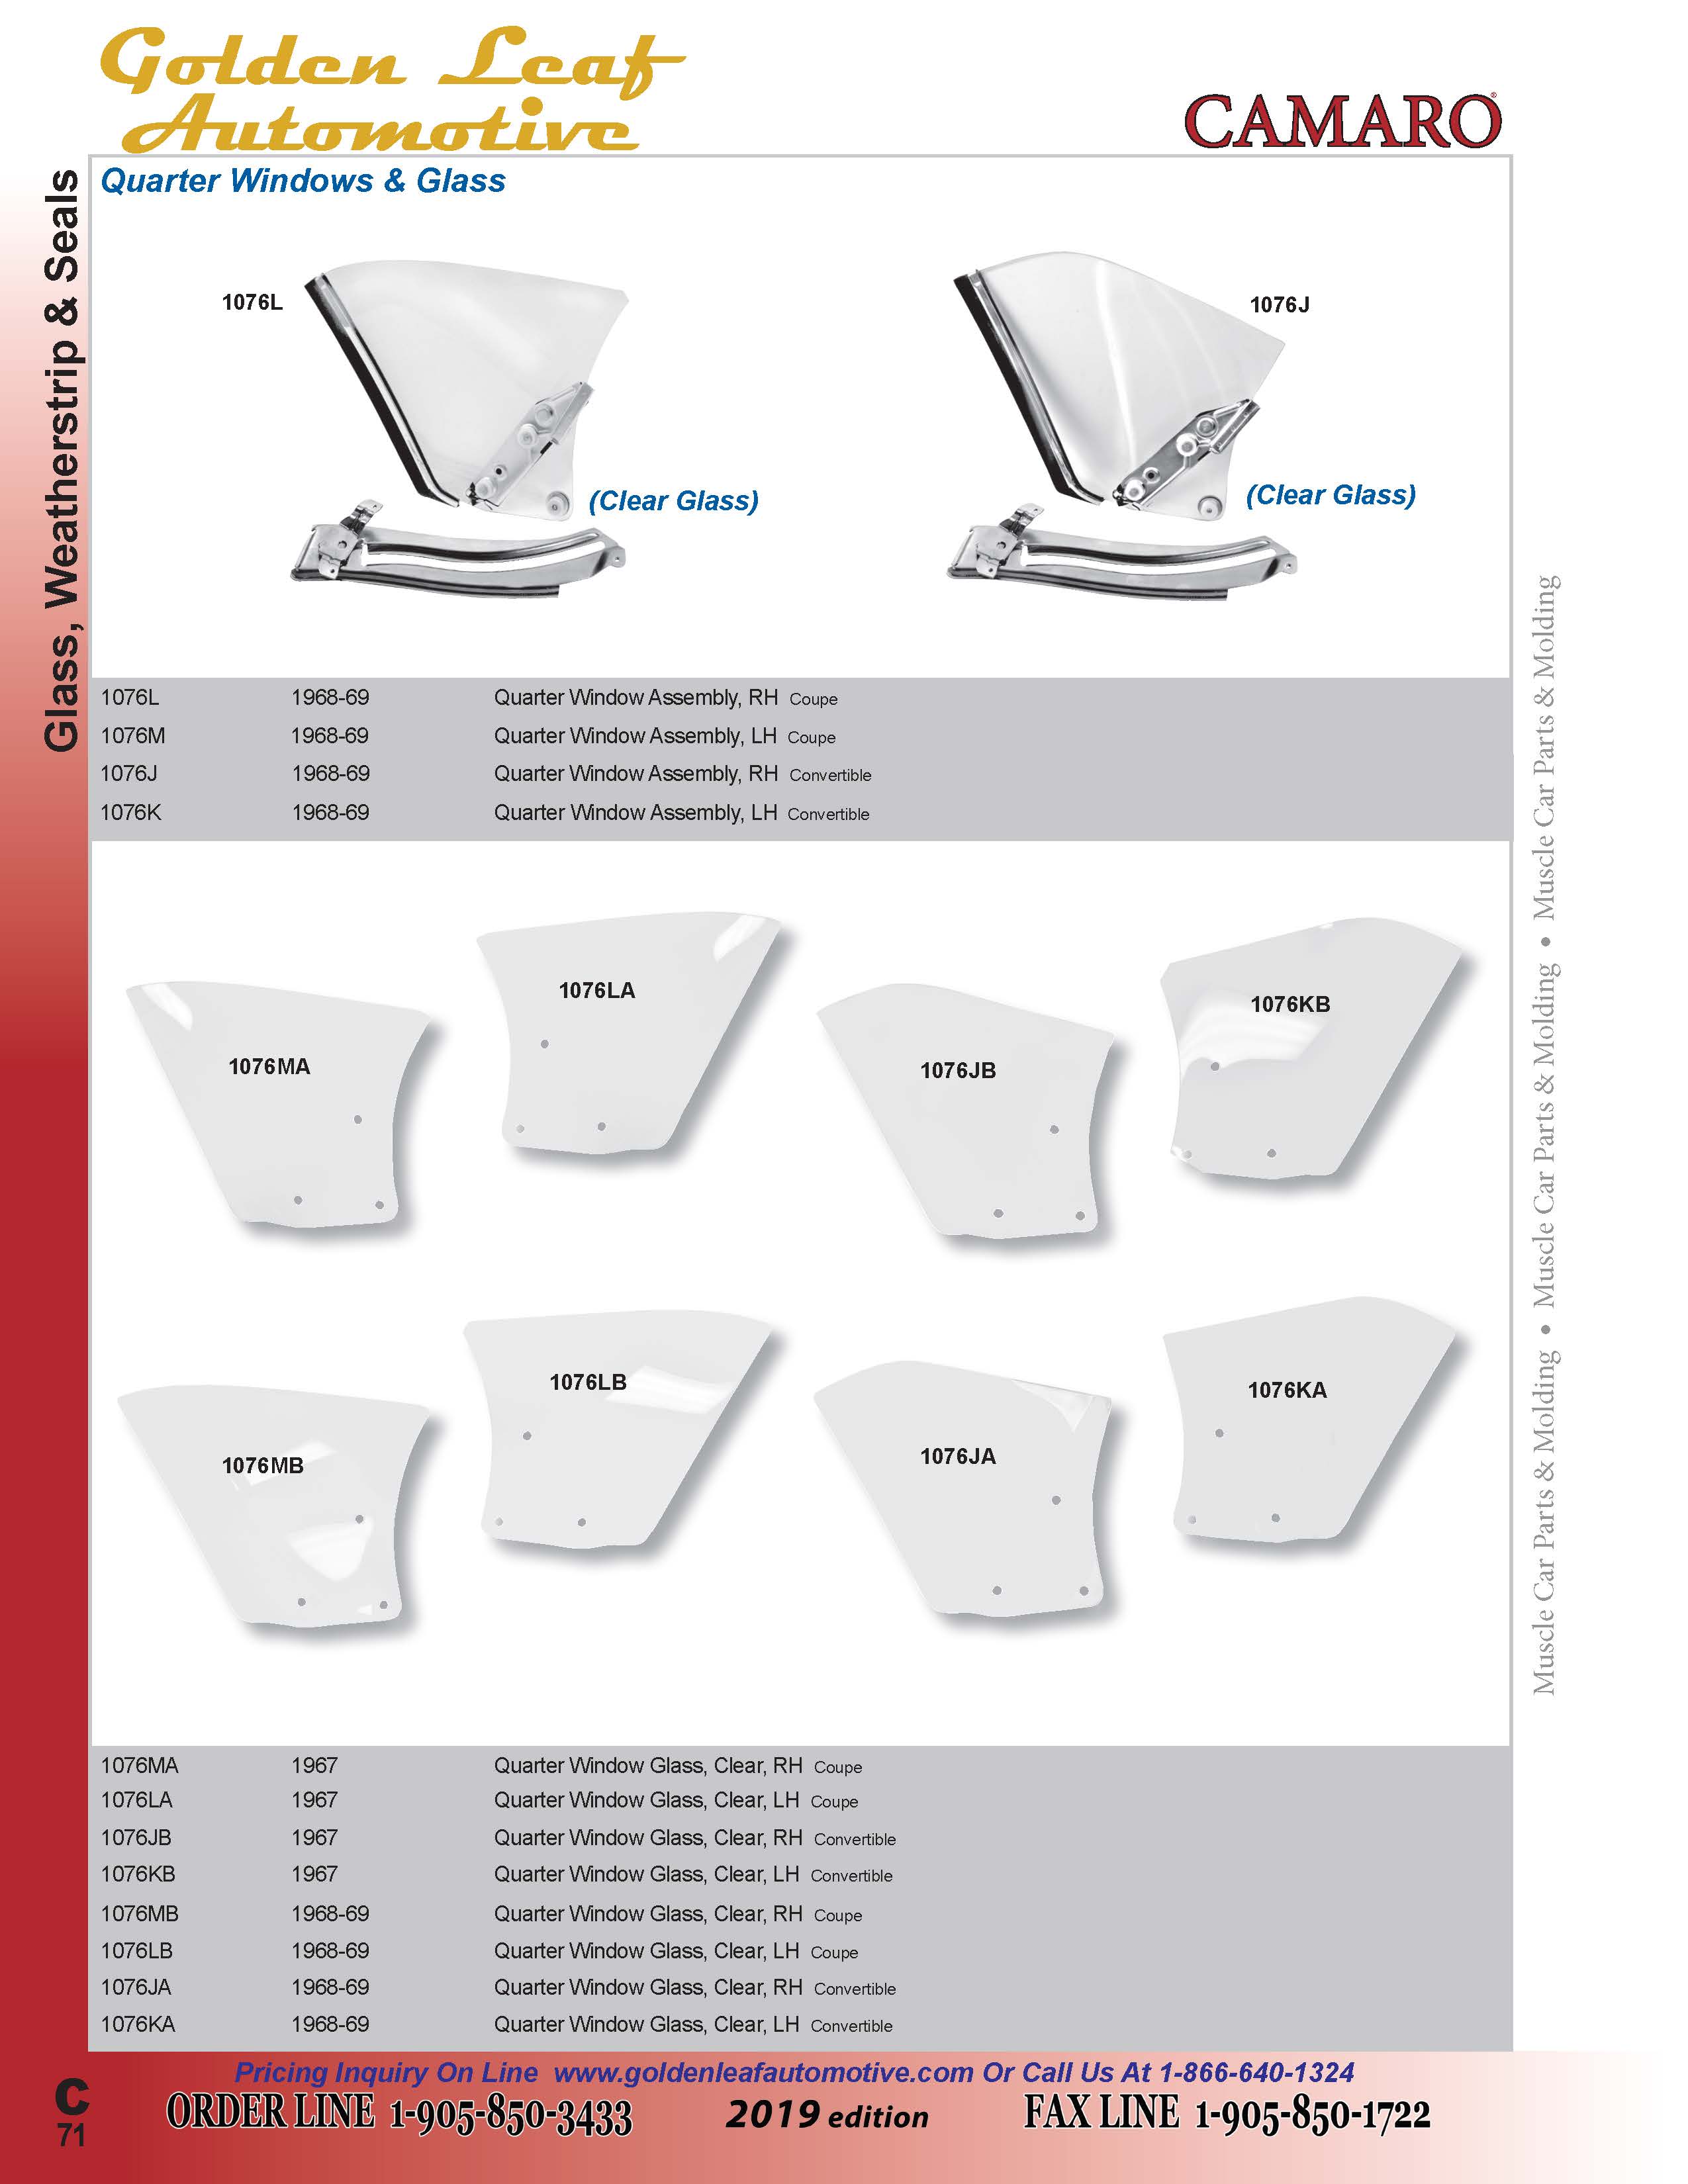 Golden Leaf
Automotive
CAMARO®
Glass, Weatherstrip & Seals
Quarter Windows & Glass
1076L
1076J
(Clear Glass)
(Clear Glass)
1076L 1968-69 Quarter Window Assembly, RH Coupe
1076M 1968-69 Quarter Window Assembly, LH Coupe
1076J 1968-69 Quarter Window Assembly, RH Convertible
1076K 1968-69 Quarter Window Assembly, LH Convertible
1076LA
1076KB
1076MA
1076JB
1076LB
1076KA
1076MB
1076JA
Muscle Car Parts & Molding • Muscle Car Parts & Molding • Muscle Car Parts & Molding
1076MA 1967 Quarter Window Glass, Clear, RH Coupe
1076LA 1967 Quarter Window Glass, Clear, LH Coupe
1076JB 1967 Quarter Window Glass, Clear, RH Convertible
1076KB 1967 Quarter Window Glass, Clear, LH Convertible
1076MB 1968-69 Quarter Window Glass, Clear, RH Coupe
1076LB 1968-69 Quarter Window Glass, Clear, LH Coupe
1076JA 1968-69 Quarter Window Glass, Clear, RH Convertible
1076KA 1968-69 Quarter Window Glass, Clear, LH Convertible
Pricing Inquiry On Line www.goldenleafautomotive.com Or Call Us At 1-866-640-1324
ORDER LINE 1-905-850-3433 2019 edition FAX LINE 1-905-850-1722
C
71